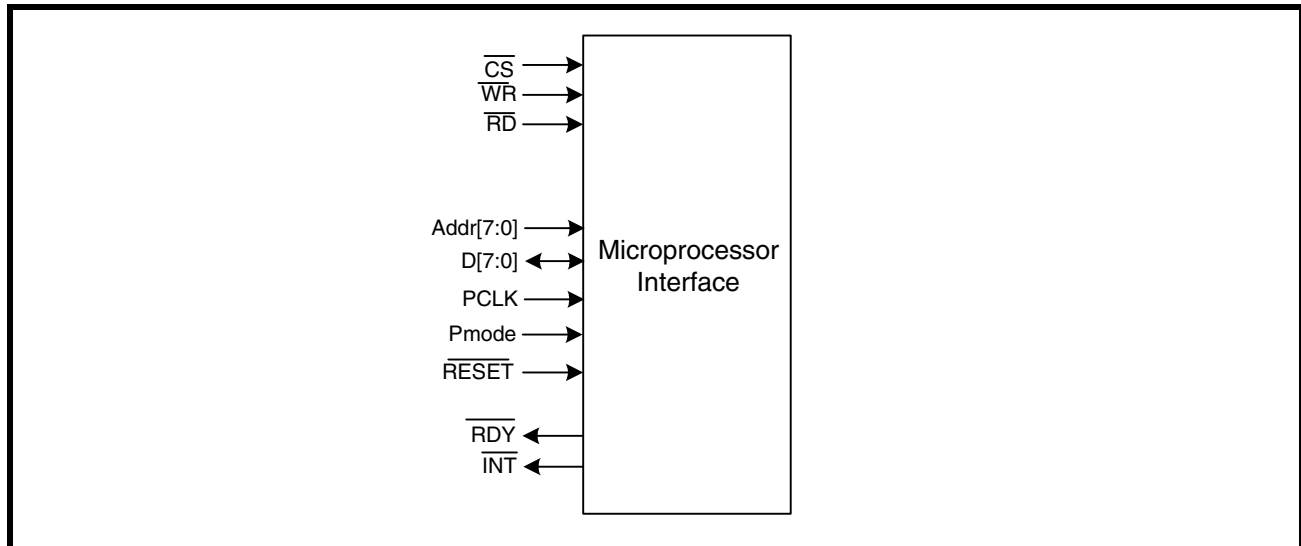 CS
WR
RD
Addr[7:0]
D[7:0]
PCLK
Pmode
RESET
RDY
INT
Microprocessor
Interface